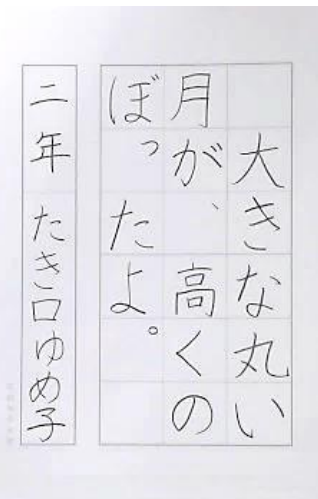 大きな丸い
月が、高くの
ぼったよ。
二年　たき口ゆめ子